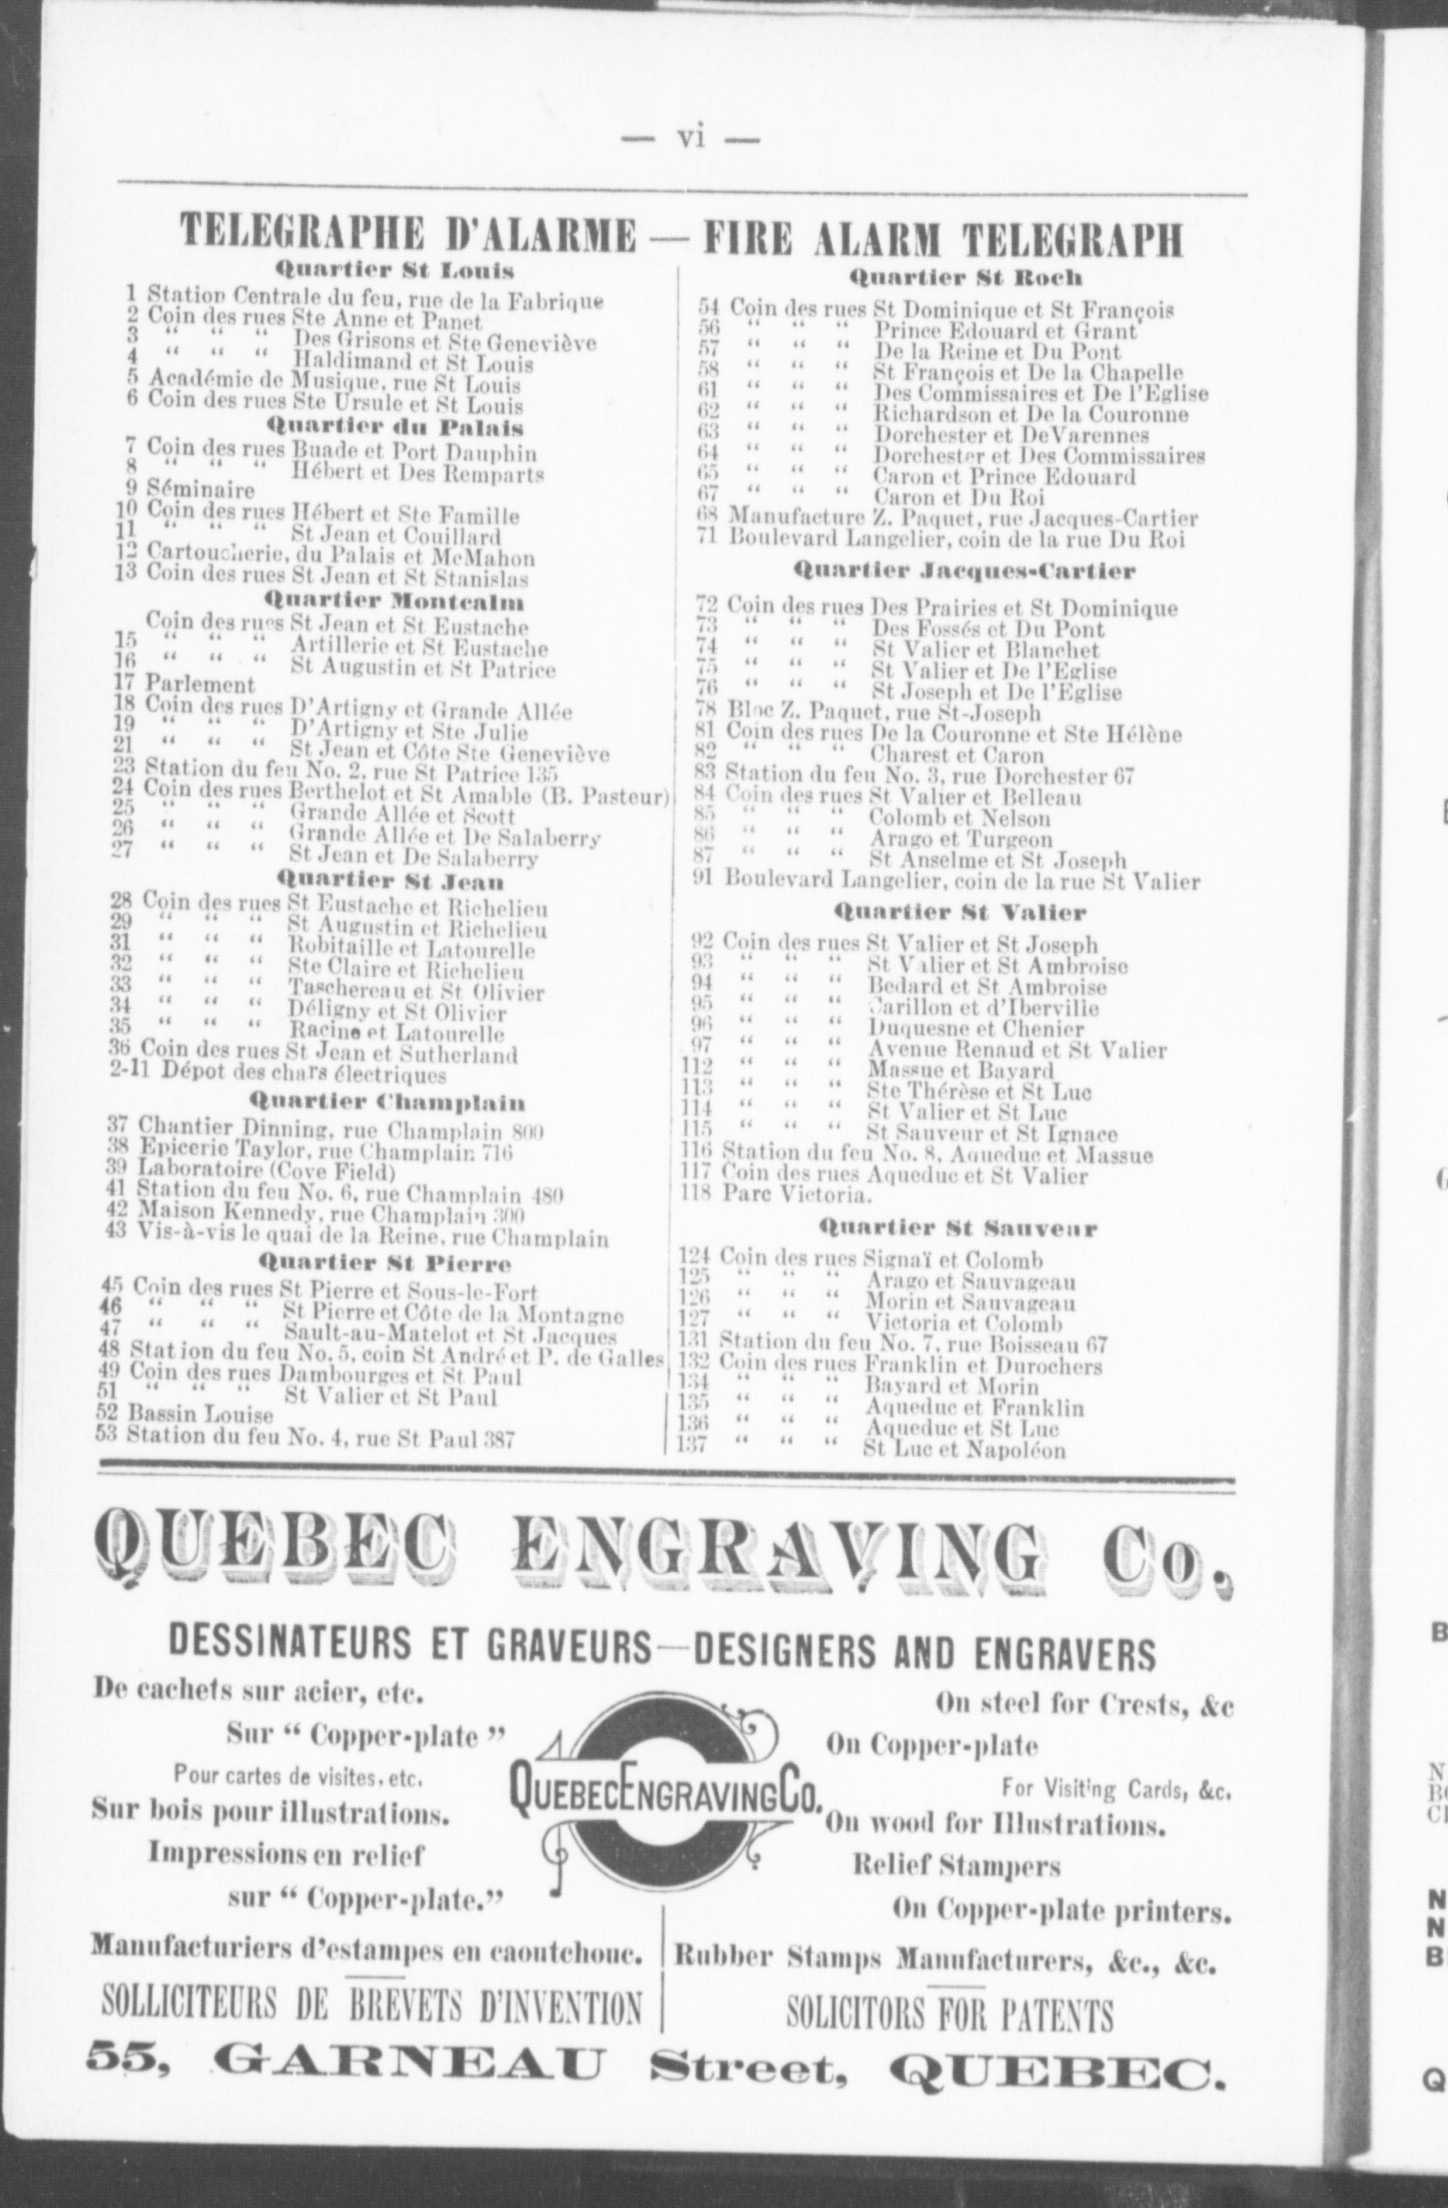 — vi —
TELEGRAPHE D'ALARME — FIRE ALARM TELEGRAPH
Quartier St Louis
1 Station Centrale du feu, rue de la Fabrique
2 Coin des rues Ste Anne et Panet
3 “ “ “ Des Grisons et Ste Geneviève
4 “ “ “ Haldimand et St Louis
5 Académie de Musique, rue St Louis
6 Coin des rues Ste Ursule et St Louis
Quartier du Palais
7 Coin des rues Buade et Port Dauphin
8 “ “ “ Hébert et Des Remparts
9 Séminaire
10 Coin des rues Hébert et Ste Famille
11 “ “ “ St Jean et Couillard
12 Cartoucherie, du Palais et McMahon
13 Coin des rues St Jean et St Stanislas
Quartier Montcalm
Coin des rues St Jean et St Eustache
15 “ “ “ Artillerie et St Eustache
16 “ “ “ St Augustin et St Patrice
17 Parlement
18 Coin des rues D'Artigny et Grande Allée
19 “ “ “ D'Artigny et Ste Julie
21 “ “ “ St Jean et Côte Ste Geneviève
23 Station du feu No. 2, rue St Patrice 135
24 Coin des rues Berthelot et St Amable (B. Pasteur)
25 “ “ “ Grande Allée et Scott
26 “ “ “ Grande Allée et De Salaberry
27 “ “ “ St Jean et De Salaberry
Quartier St Jean
28 Coin des rues St Eustache et Richelieu
29 “ “ “ St Augustin et Richelieu
31 “ “ “ Robitaille et Latourelle
32 “ “ “ Ste Claire et Richelieu
33 “ “ “ Taschereau et St Olivier
34 “ “ “ Déligny et St Olivier
35 “ “ “ Racine et Latourelle
36 Coin des rues St Jean et Sutherland
2-11 Dépot des chars électriques
Quartier Champlain
37 Chantier Dinning, rue Champlain 800
38 Epicerie Taylor, rue Champlain 716
39 Laboratoire (Cove Field)
41 Station du feu No. 6, rue Champlain 480
42 Maison Kennedy, rue Champlain 300
43 Vis-à-vis le quai de la Reine, rue Champlain
Quartier St Pierre
45 Coin des rues St Pierre et Sous-le-Fort
46 “ “ “ St Pierre et Côte de la Montagne
47 “ “ “ Sault-au-Matelot et St Jacques
48 Station du feu No. 5, coin St André et P. de Galles
49 Coin des rues Dambourges et St Paul
51 “ “ “ St Valier et St Paul
52 Bassin Louise
53 Station du feu No. 4, rue St Paul 387
Quartier St Roch
54 Coin des rues St Dominique et St François
56 “ “ “ Prince Edouard et Grant
57 “ “ “ De la Reine et Du Pont
58 “ “ “ St François et De la Chapelle
61 “ “ “ Des Commissaires et De l'Eglise
62 “ “ “ Richardson et De la Couronne
63 “ “ “ Dorchester et DeVarennes
64 “ “ “ Dorchester et Des Commissaires
65 “ “ “ Caron et Prince Edouard
67 “ “ “ Caron et Du Roi
68 Manufacture Z. Paquet, rue Jacques-Cartier
71 Boulevard Langelier, coin de la rue Du Roi
Quartier Jacques-Cartier
72 Coin des rues Des Prairies et St Dominique
73 “ “ “ Des Fossés et Du Pont
74 “ “ “ St Valier et Blanchet
75 “ “ “ St Valier et De l'Eglise
76 “ “ “ St Joseph et De l'Eglise
78 Bloc Z. Paquet, rue St-Joseph
81 Coin des rues De la Couronne et Ste Hélène
82 “ “ “ Charest et Caron
83 Station du feu No. 3, rue Dorchester 67
84 Coin des rues St Valier et Belleau
85 “ “ “ Colomb et Nelson
86 “ “ “ Arago et Turgeon
87 “ “ “ St Anselme et St Joseph
91 Boulevard Langelier, coin de la rue St Valier
Quartier St Valier
92 Coin des rues St Valier et St Joseph
93 “ “ “ St Valier et St Ambroise
94 “ “ “ Bedard et St Ambroise
95 “ “ “ Carillon et d'Iberville
96 “ “ “ Duquesne et Chenier
97 “ “ “ Avenue Renaud et St Valier
112 “ “ “ Massue et Bayard
113 “ “ “ Ste Thérèse et St Luc
114 “ “ “ St Valier et St Luc
115 “ “ “ St Sauveur et St Ignace
116 Station du feu No. 8, Aqueduc et Massue
117 Coin des rues Aqueduc et St Valier
118 Parc Victoria.
Quartier St Sauveur
124 Coin des rues Signaï et Colomb
125 “ “ “ Arago et Sauvageau
126 “ “ “ Morin et Sauvageau
127 “ “ “ Victoria et Colomb
131 Station du feu No. 7, rue Boisseau 67
132 Coin des rues Franklin et Durochers
134 “ “ “ Bayard et Morin
135 “ “ “ Aqueduc et Franklin
136 “ “ “ Aqueduc et St Luc
137 “ “ “ St Luc et Napoléon
QUEBEC ENGRAVING Co.
DESSINATEURS ET GRAVEURS—DESIGNERS AND ENGRAVERS
De cachets sur acier, etc.
Sur “ Copper-plate ”
Pour cartes de visites, etc.
Sur bois pour illustrations.
Impressions en relief
sur “ Copper-plate.”
Manufacturiers d'estampes en caoutchouc.
SOLLICITEURS DE BREVETS D'INVENTION
QUEBEC ENGRAVING CO.
On steel for Crests, &c
On Copper-plate
For Visiting Cards, &c.
On wood for Illustrations.
Relief Stampers
On Copper-plate printers.
Rubber Stamps Manufacturers, &c., &c.
SOLICITORS FOR PATENTS
55, GARNEAU Street, QUEBEC.